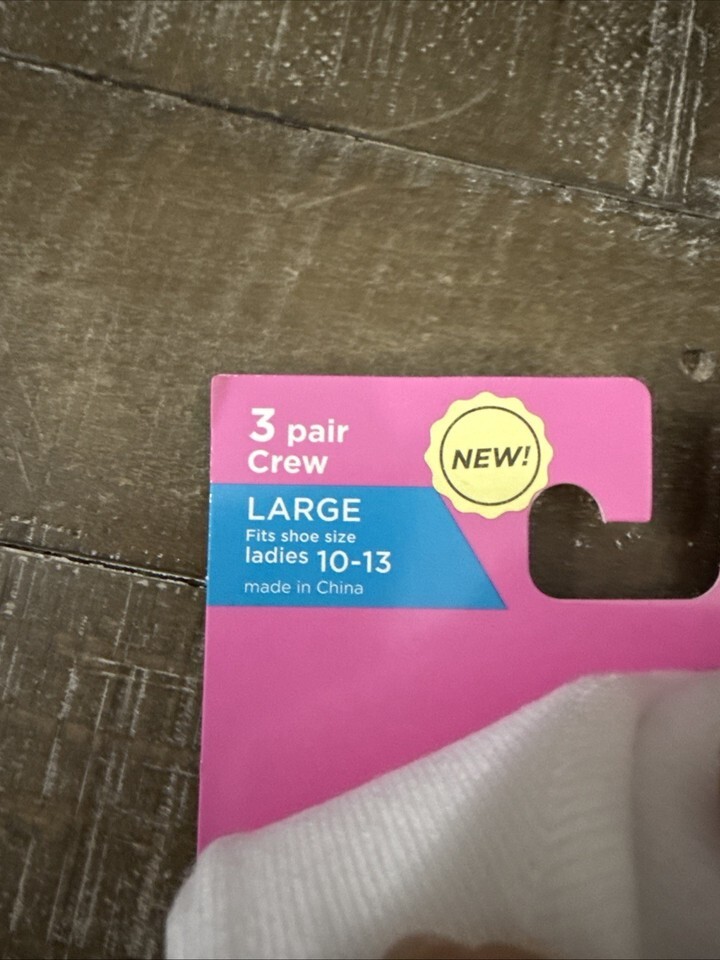 3 pair
Crew
NEW!
LARGE
Fits shoe size
ladies 10-13
made in China